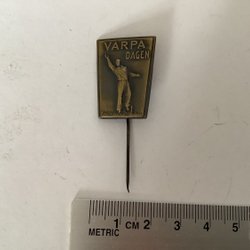 VARPA
DAGEN
1 CM 2 3 4 5
METRIC